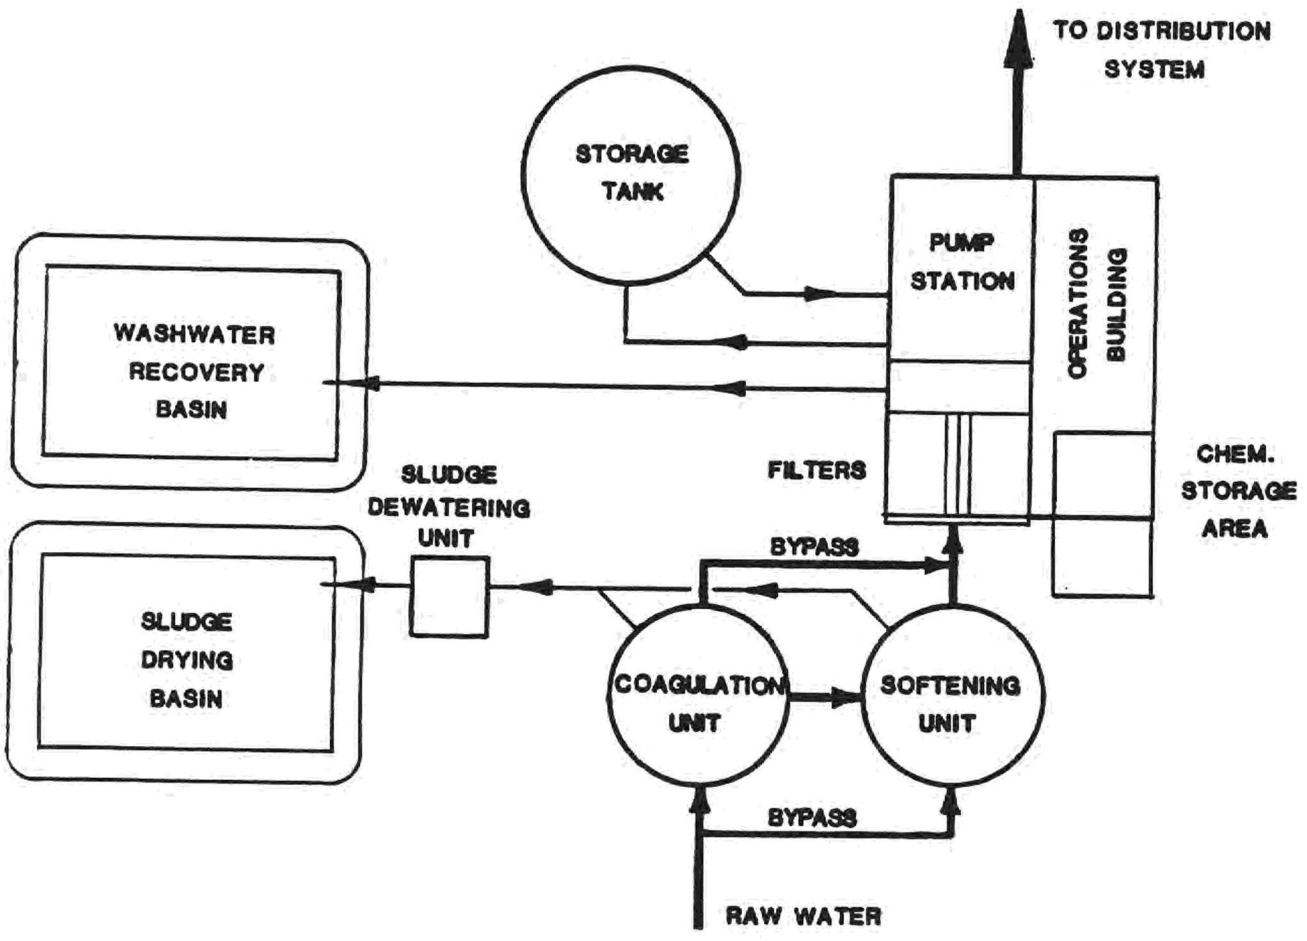 TO DISTRIBUTION
SYSTEM
STORAGE
TANK
PUMP
STATION
OPERATIONS
BUILDING
WASHWATER
RECOVERY
BASIN
FILTERS
CHEM.
STORAGE
AREA
SLUDGE
DEWATERING
UNIT
BYPASS
SLUDGE
DRYING
BASIN
COAGULATION
UNIT
SOFTENING
UNIT
BYPASS
RAW WATER